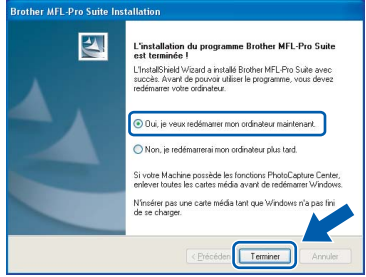 Brother MFL-Pro Suite Installation
L'installation du programme Brother MFL-Pro Suite
est terminée !
L'InstallShield Wizard a installé Brother MFL-Pro Suite avec
succès. Avant de pouvoir utiliser le programme, vous devez
redémarrer votre ordinateur.
Oui, je veux redémarrer mon ordinateur maintenant.
Non, je redémarrerai mon ordinateur plus tard.
Si votre Machine possède les fonctions PhotoCapture Center,
enlever toutes les cartes média avant de redémarrer Windows.
N'insérer pas une carte média tant que Windows n'a pas fini
de se charger.
< Précéden Terminer Annuler